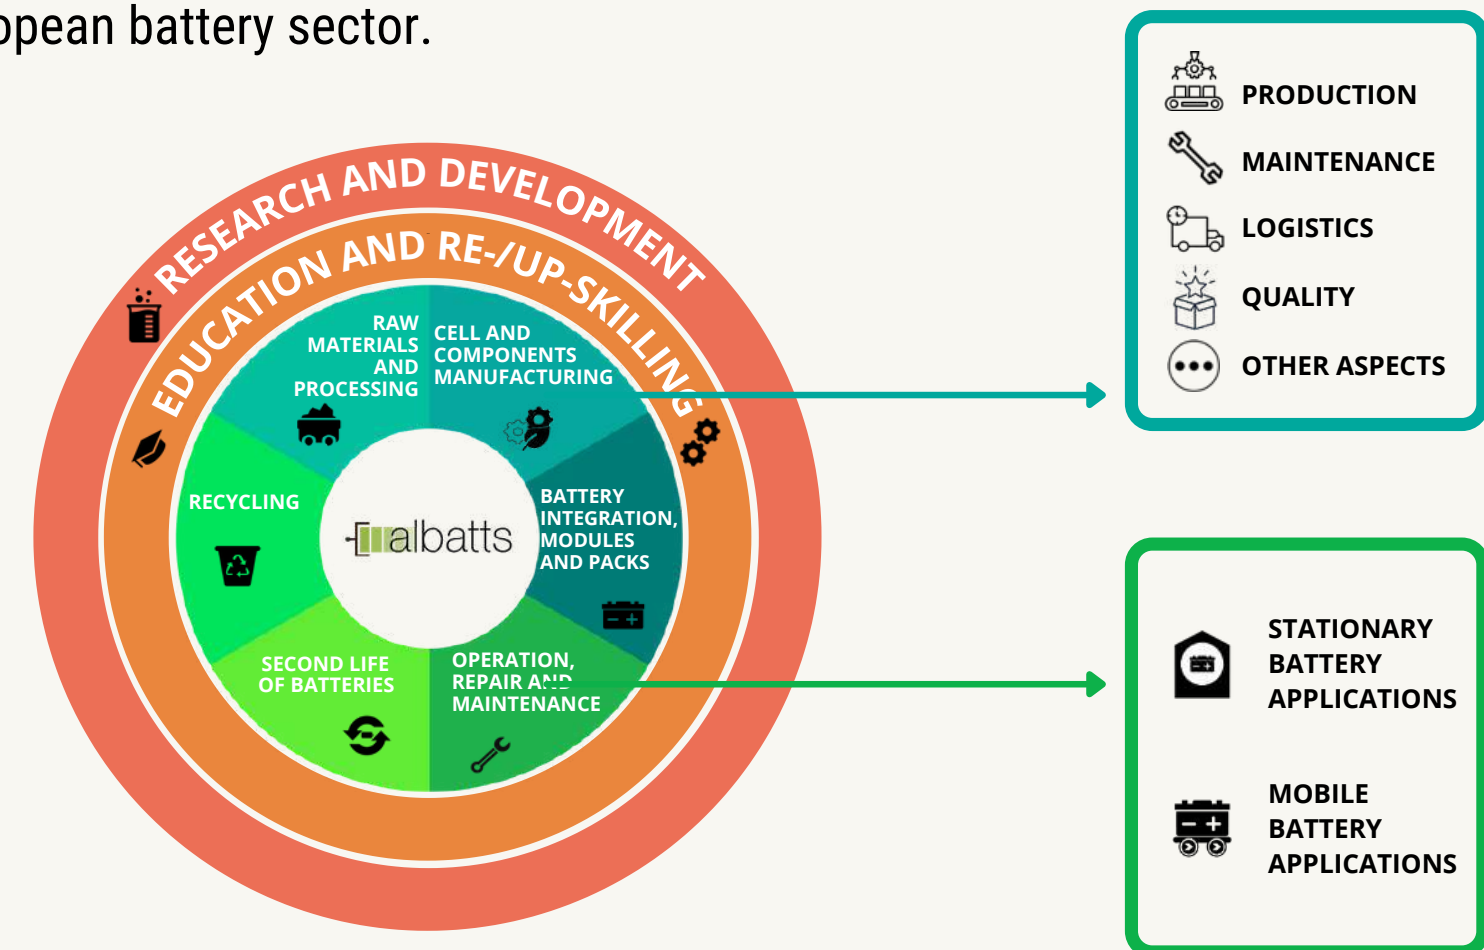 opean battery sector.
RESEARCH AND DEVELOPMENT
EDUCATION AND RE-/UP-SKILLING
RAW
MATERIALS
AND
PROCESSING
CELL AND
COMPONENTS
MANUFACTURING
BATTERY
INTEGRATION,
MODULES
AND PACKS
OPERATION,
REPAIR AND
MAINTENANCE
SECOND LIFE
OF BATTERIES
RECYCLING
albatts
PRODUCTION
MAINTENANCE
LOGISTICS
QUALITY
OTHER ASPECTS
STATIONARY
BATTERY
APPLICATIONS
MOBILE
BATTERY
APPLICATIONS